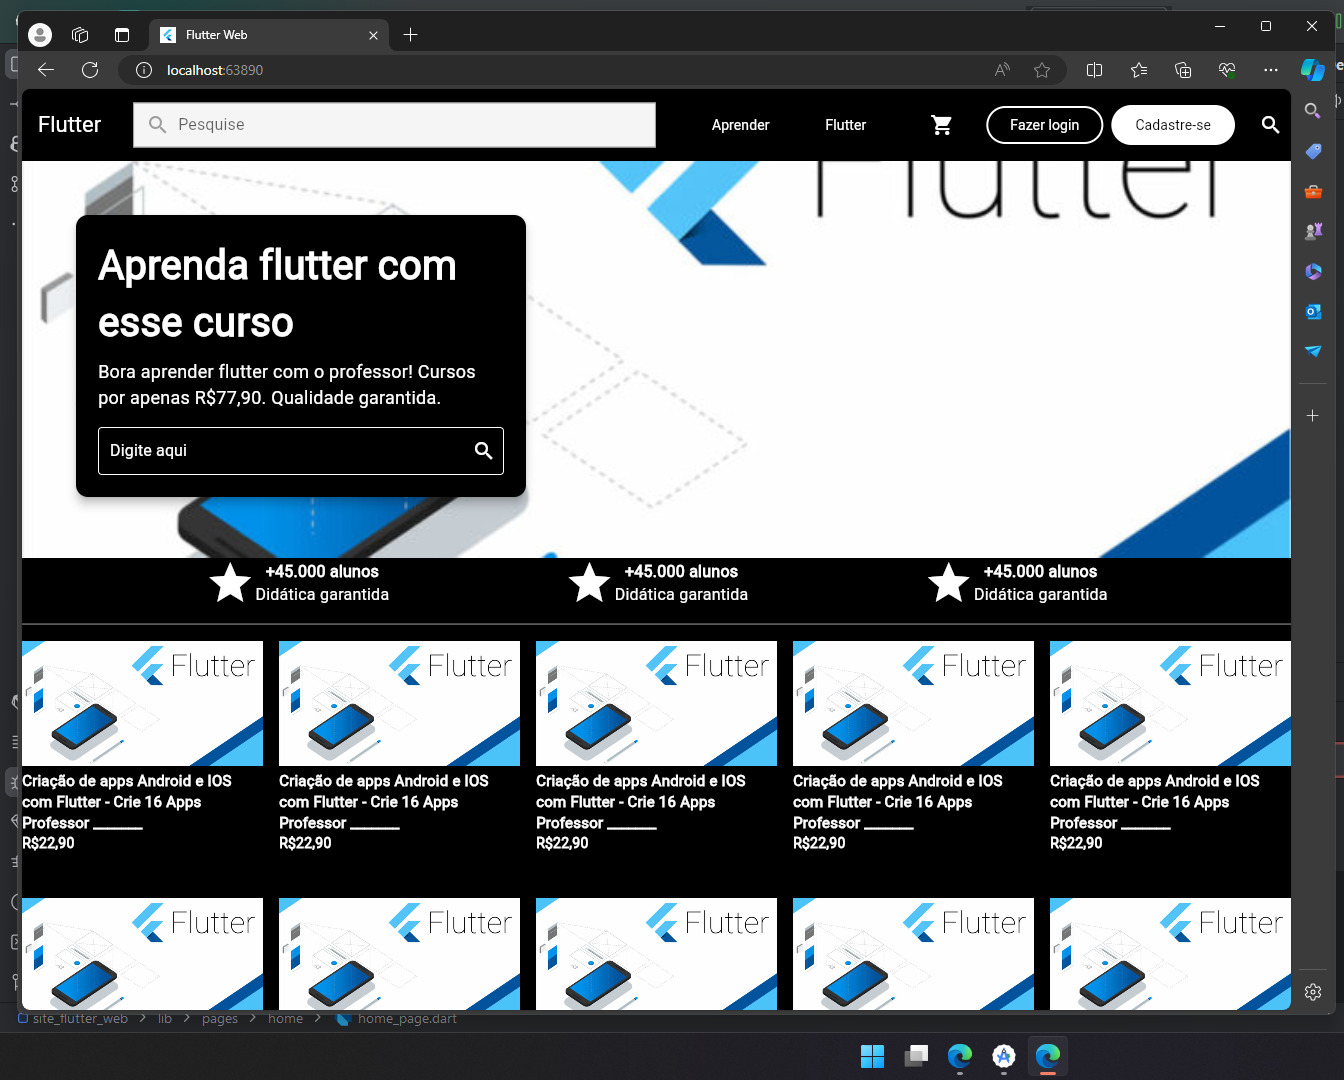 Flutter Web
localhost:63890
Flutter
Pesquise
Aprender
Flutter
Fazer login
Cadastre-se
Flutter
Aprenda flutter com
esse curso
Bora aprender flutter com o professor! Cursos
por apenas R$77,90. Qualidade garantida.
Digite aqui
+45.000 alunos
Didática garantida
+45.000 alunos
Didática garantida
+45.000 alunos
Didática garantida
Flutter
Flutter
Flutter
Flutter
Flutter
Criação de apps Android e IOS
com Flutter - Crie 16 Apps
Professor _______
R$22,90
Criação de apps Android e IOS
com Flutter - Crie 16 Apps
Professor _______
R$22,90
Criação de apps Android e IOS
com Flutter - Crie 16 Apps
Professor _______
R$22,90
Criação de apps Android e IOS
com Flutter - Crie 16 Apps
Professor _______
R$22,90
Criação de apps Android e IOS
com Flutter - Crie 16 Apps
Professor _______
R$22,90
Flutter
Flutter
Flutter
Flutter
Flutter
site_flutter_web > lib > pages > home > home_page.dart